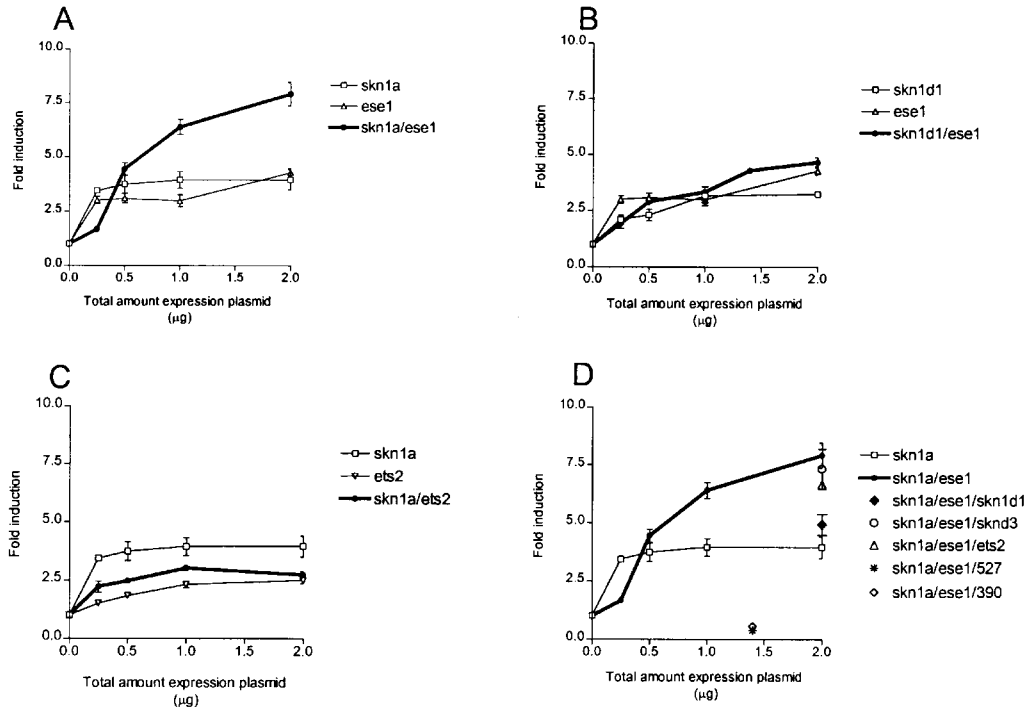 A
10.0
7.5
5.0
2.5
0.0
Fold induction
0.0 0.5 1.0 1.5 2.0
Total amount expression plasmid
(µg)
skn1a
ese1
skn1a/ese1
B
10.0
7.5
5.0
2.5
0.0
Fold induction
0.0 0.5 1.0 1.5 2.0
Total amount expression plasmid
(µg)
skn1d1
ese1
skn1d1/ese1
C
10.0
7.5
5.0
2.5
0.0
Fold induction
0.0 0.5 1.0 1.5 2.0
Total amount expression plasmid
(µg)
skn1a
ets2
skn1a/ets2
D
10.0
7.5
5.0
2.5
0.0
Fold induction
0.0 0.5 1.0 1.5 2.0
Total amount expression plasmid
(µg)
skn1a
skn1a/ese1
skn1a/ese1/skn1d1
skn1a/ese1/sknd3
skn1a/ese1/ets2
skn1a/ese1/527
skn1a/ese1/390